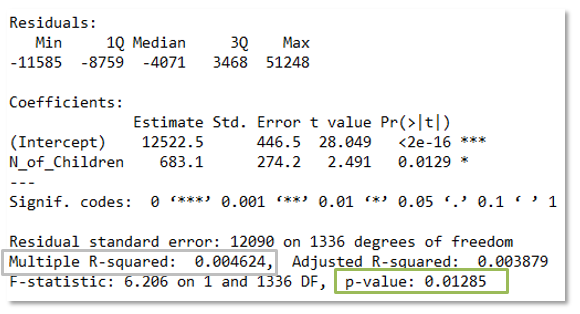 Residuals:
Min 1Q Median 3Q Max
-11585 -8759 -4071 3468 51248
Coefficients:
Estimate Std. Error t value Pr(>|t|)
(Intercept) 12522.5 446.5 28.049 <2e-16 ***
N_of_Children 683.1 274.2 2.491 0.0129 *
---
Signif. codes: 0 ‘***’ 0.001 ‘**’ 0.01 ‘*’ 0.05 ‘.’ 0.1 ‘ ’ 1
Residual standard error: 12090 on 1336 degrees of freedom
Multiple R-squared: 0.004624, Adjusted R-squared: 0.003879
F-statistic: 6.206 on 1 and 1336 DF, p-value: 0.01285